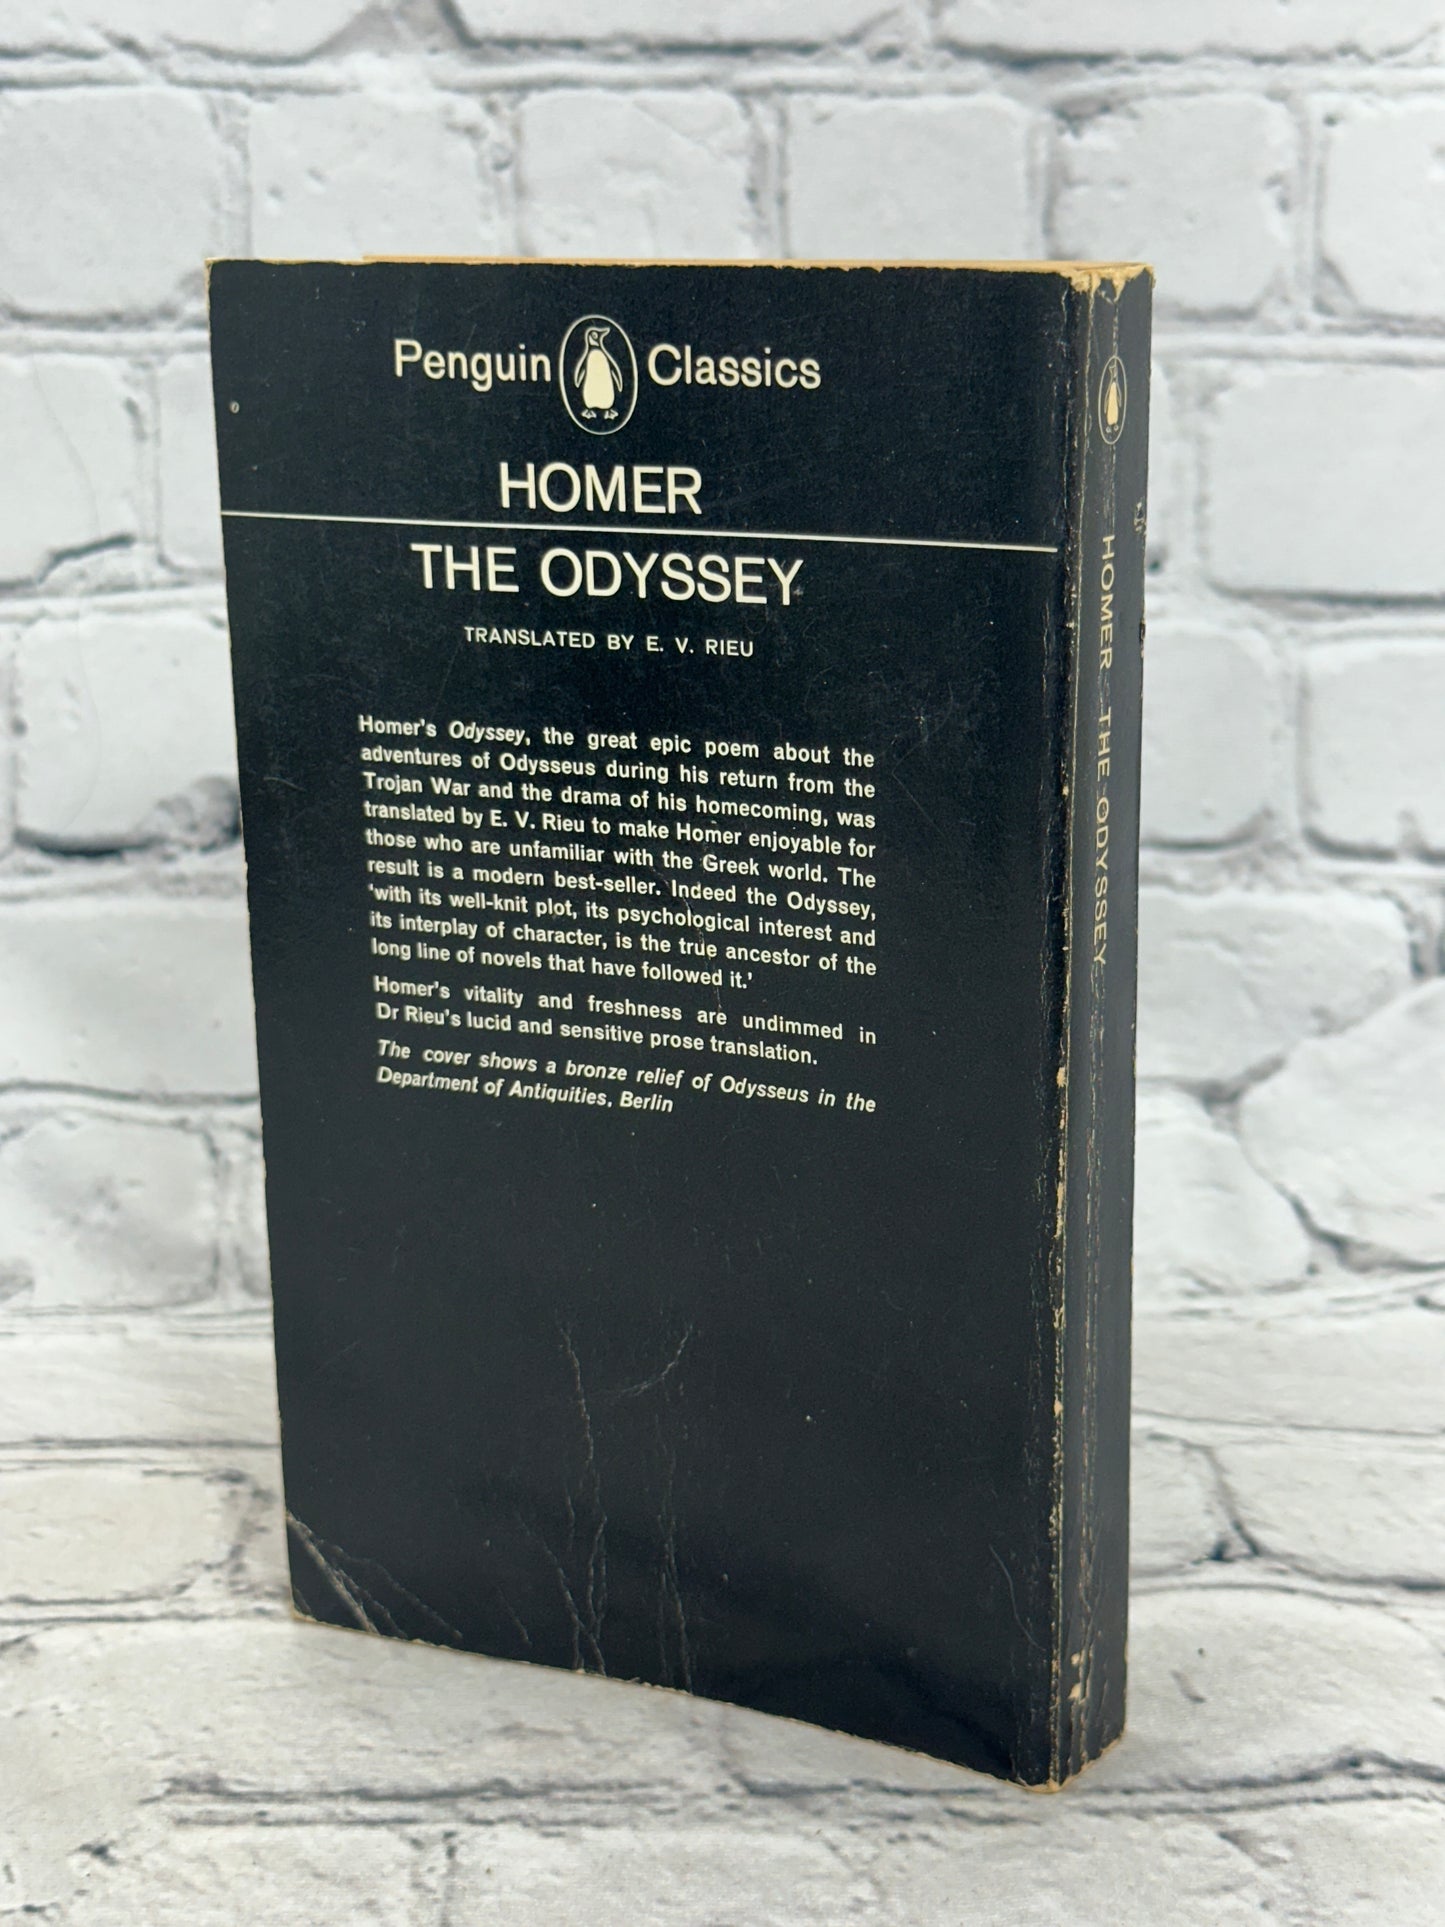 Penguin Classics
HOMER
THE ODYSSEY
TRANSLATED BY E. V. RIEU
Homer's Odyssey, the great epic poem about the
adventures of Odysseus during his return from the
Trojan War and the drama of his homecoming, was
translated by E. V. Rieu to make Homer enjoyable for
those who are unfamiliar with the Greek world. The
result is a modern best-seller. Indeed the Odyssey,
'with its well-knit plot, its psychological interest and
its interplay of character, is the true ancestor of the
long line of novels that have followed it.'
Homer's vitality and freshness are undimmed in
Dr Rieu's lucid and sensitive prose translation.
The cover shows a bronze relief of Odysseus in the
Department of Antiquities, Berlin
HOMER THE ODYSSEY